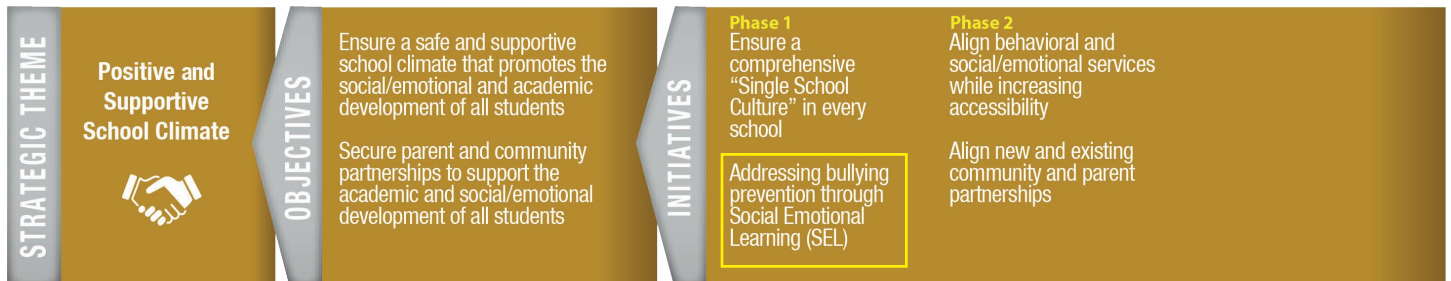 STRATEGIC THEME
Positive and
Supportive
School Climate
OBJECTIVES
Ensure a safe and supportive
school climate that promotes the
social/emotional and academic
development of all students
Secure parent and community
partnerships to support the
academic and social/emotional
development of all students
INITIATIVES
Phase 1
Ensure a
comprehensive
“Single School
Culture” in every
school
Addressing bullying
prevention through
Social Emotional
Learning (SEL)
Phase 2
Align behavioral and
social/emotional services
while increasing
accessibility
Align new and existing
community and parent
partnerships